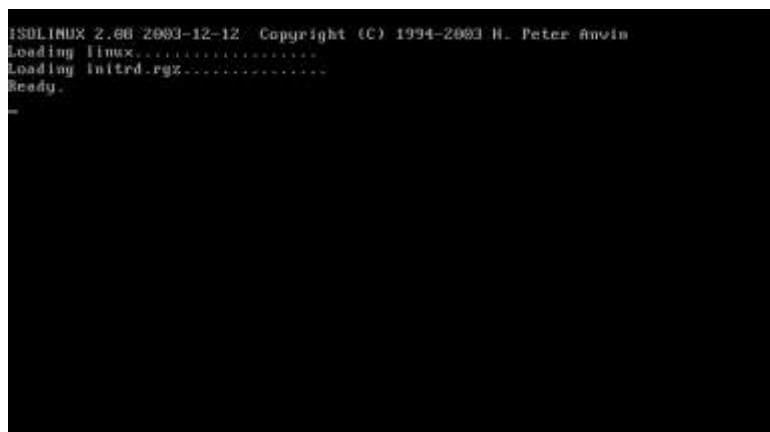 ISOLINUX 2.08 2003-12-12  Copyright (C) 1994-2003 H. Peter Anvin
Loading linux...................
Loading initrd.rgz...............
Ready.